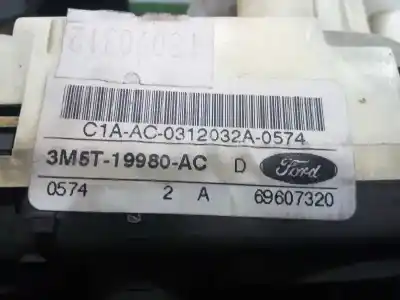 C1A-AC-0312032A-0574
3M5T-19980-AC D Ford
0574 2 A 69607320